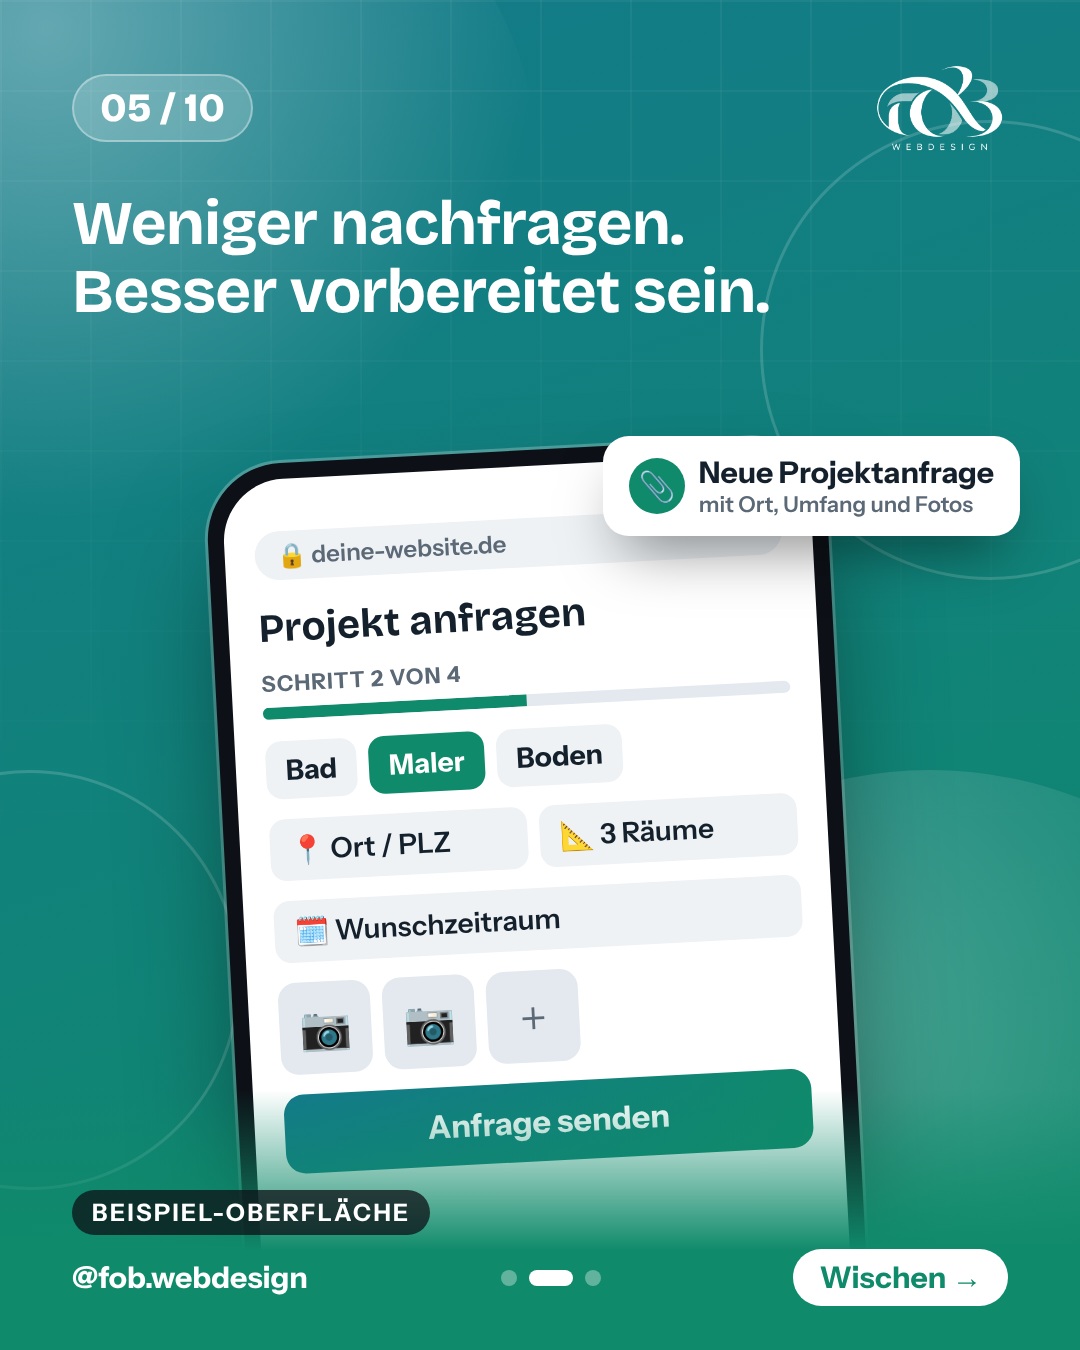 05 / 10
WEBDESIGN
Weniger nachfragen.
Besser vorbereitet sein.
Neue Projektanfrage
mit Ort, Umfang und Fotos
deine-website.de
Projekt anfragen
SCHRITT 2 VON 4
Bad Maler Boden
Ort / PLZ 3 Räume
Wunschzeitraum
+
Anfrage senden
BEISPIEL-OBERFLÄCHE
@fob.webdesign
Wischen →